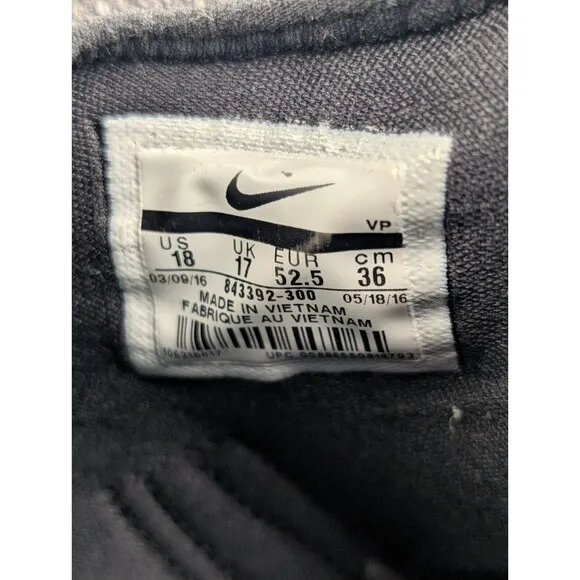 VP
US UK EUR cm
18 17 52.5 36
03/09/16 843392-300 05/18/16
MADE IN VIETNAM
FABRIQUE AU VIETNAM
UPC